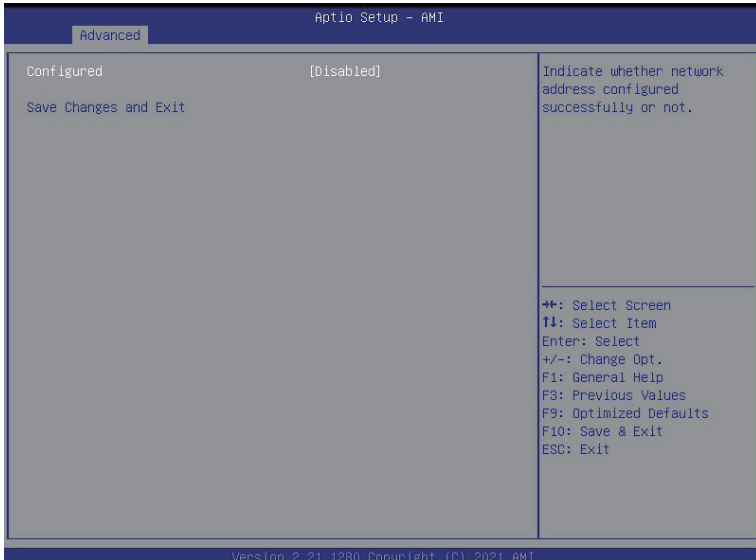 Aptio Setup – AMI
Advanced
Configured [Disabled]
Save Changes and Exit
Indicate whether network
address configured
successfully or not.
→←: Select Screen
↑↓: Select Item
Enter: Select
+/-: Change Opt.
F1: General Help
F3: Previous Values
F9: Optimized Defaults
F10: Save & Exit
ESC: Exit
Version 2.21.1280 Copyright (C) 2021 AMI